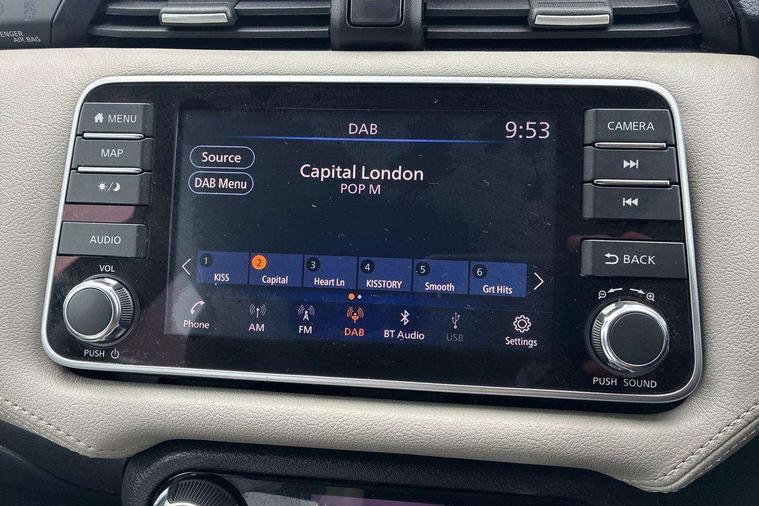 PASSENGER
AIR BAG
MENU
MAP
AUDIO
VOL
PUSH
DAB
9:53
Source
DAB Menu
Capital London
POP M
1 KISS
2 Capital
3 Heart Ln
4 KISSTORY
5 Smooth
6 Grt Hits
Phone
AM
FM
DAB
BT Audio
USB
Settings
CAMERA
BACK
PUSH SOUND